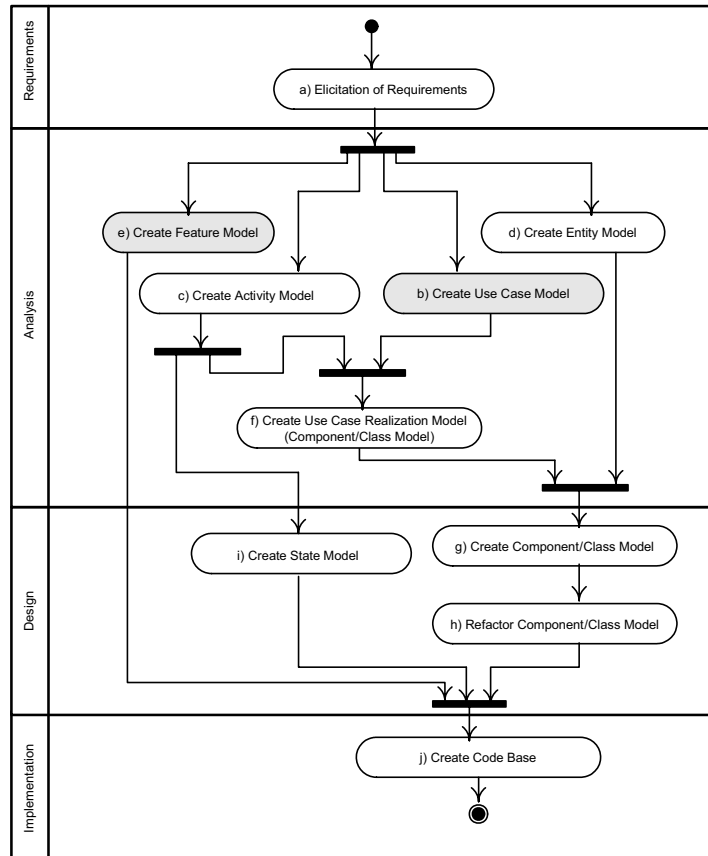 Requirements
a) Elicitation of Requirements
Analysis
e) Create Feature Model
d) Create Entity Model
c) Create Activity Model
b) Create Use Case Model
f) Create Use Case Realization Model
(Component/Class Model)
Design
g) Create Component/Class Model
i) Create State Model
h) Refactor Component/Class Model
Implementation
j) Create Code Base